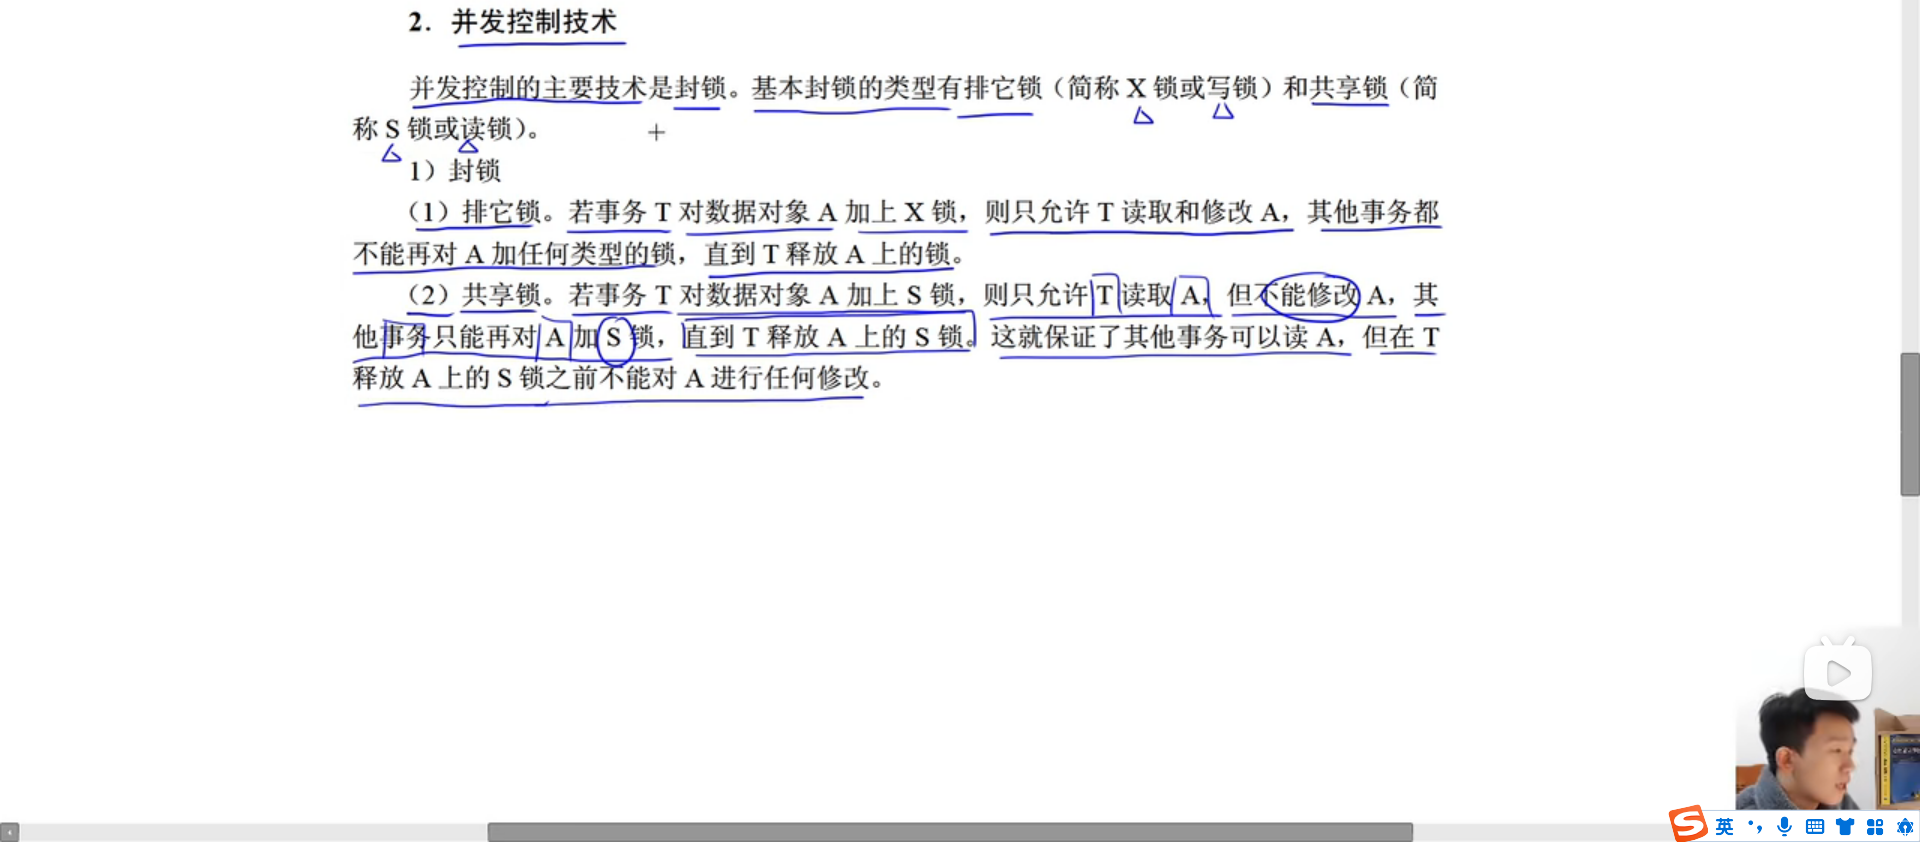 2. 并发控制技术
并发控制的主要技术是封锁。基本封锁的类型有排它锁（简称 X 锁或写锁）和共享锁（简
称 S 锁或读锁）。
1）封锁
（1）排它锁。若事务 T 对数据对象 A 加上 X 锁，则只允许 T 读取和修改 A，其他事务都
不能再对 A 加任何类型的锁，直到 T 释放 A 上的锁。
（2）共享锁。若事务 T 对数据对象 A 加上 S 锁，则只允许 T 读取 A，但不能修改 A，其
他事务只能再对 A 加 S 锁，直到 T 释放 A 上的 S 锁。这就保证了其他事务可以读 A，但在 T
释放 A 上的 S 锁之前不能对 A 进行任何修改。
英